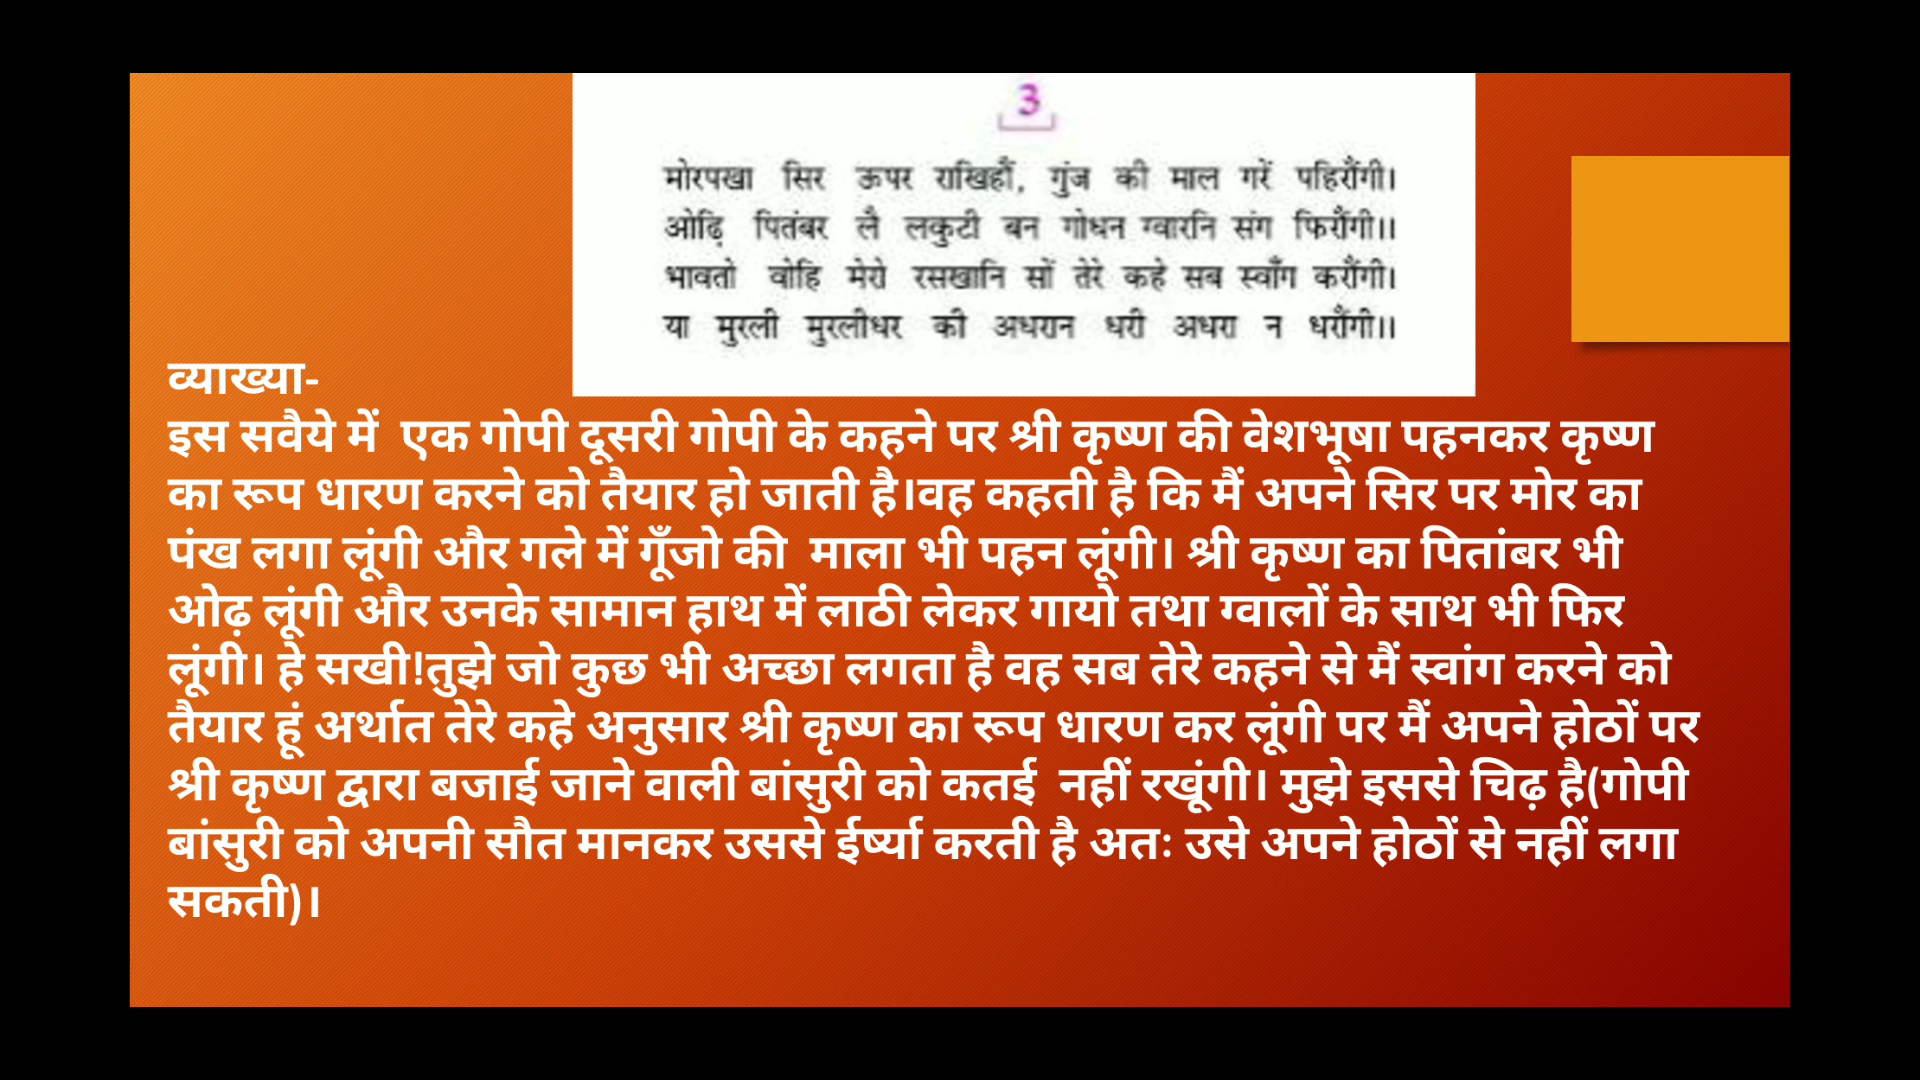 3
मोरपखा सिर ऊपर राखिहौं, गुंज की माल गरें पहिरौंगी।
ओढ़ि पितंबर लै लकुटी बन गोधन ग्वारनि संग फिरौंगी।।
भावतो वोहि मेरो रसखानि सों तेरे कहे सब स्वाँग करौंगी।
या मुरली मुरलीधर की अधरान धरी अधरा न धरौंगी।।
व्याख्या-
इस सवैये में एक गोपी दूसरी गोपी के कहने पर श्री कृष्ण की वेशभूषा पहनकर कृष्ण
का रूप धारण करने को तैयार हो जाती है।वह कहती है कि मैं अपने सिर पर मोर का
पंख लगा लूंगी और गले में गूँजो की माला भी पहन लूंगी। श्री कृष्ण का पितांबर भी
ओढ़ लूंगी और उनके सामान हाथ में लाठी लेकर गायो तथा ग्वालों के साथ भी फिर
लूंगी। हे सखी!तुझे जो कुछ भी अच्छा लगता है वह सब तेरे कहने से मैं स्वांग करने को
तैयार हूं अर्थात तेरे कहे अनुसार श्री कृष्ण का रूप धारण कर लूंगी पर मैं अपने होठों पर
श्री कृष्ण द्वारा बजाई जाने वाली बांसुरी को कतई नहीं रखूंगी। मुझे इससे चिढ़ है(गोपी
बांसुरी को अपनी सौत मानकर उससे ईर्ष्या करती है अतः उसे अपने होठों से नहीं लगा
सकती)।